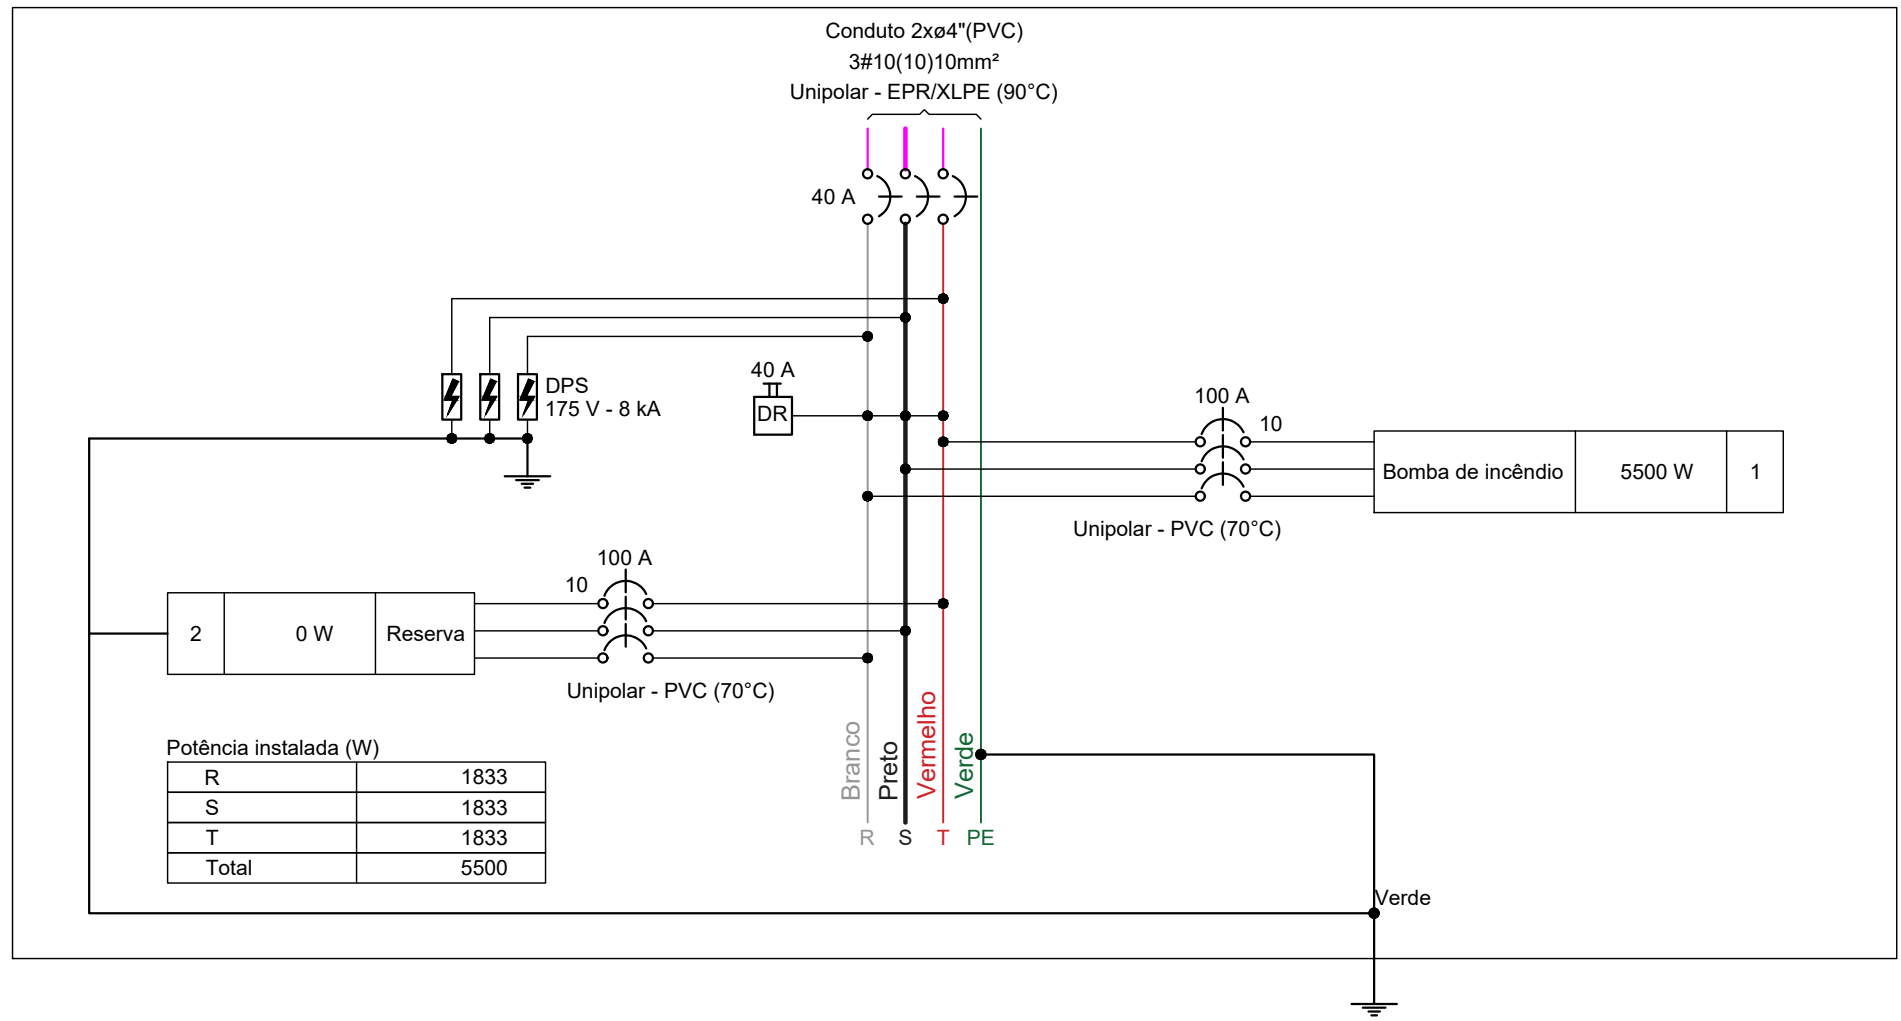 Conduto 2xø4"(PVC)
3#10(10)10mm²
Unipolar - EPR/XLPE (90°C)
40 A
DPS
175 V - 8 kA
40 A
DR
100 A
10
Bomba de incêndio 5500 W 1
Unipolar - PVC (70°C)
100 A
10
2 0 W Reserva
Unipolar - PVC (70°C)
Potência instalada (W)
R 1833
S 1833
T 1833
Total 5500
Branco
Preto
Vermelho
Verde
R S T PE
Verde